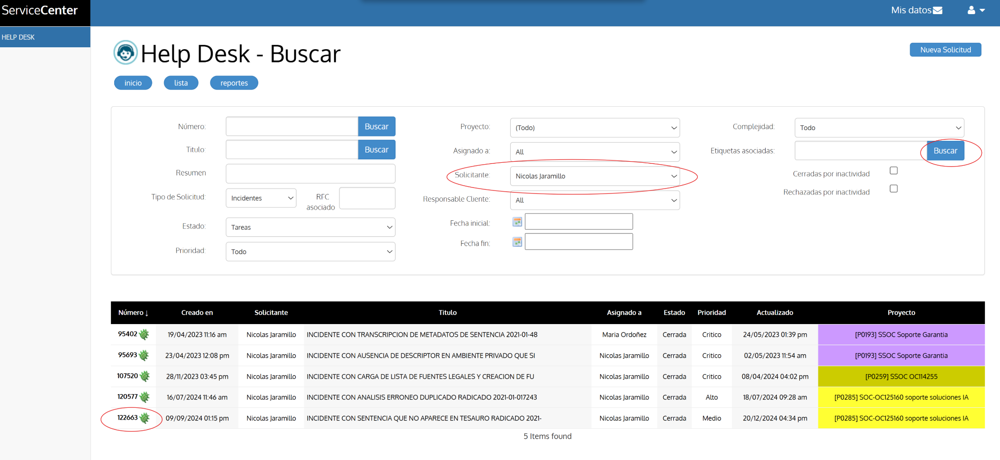 ServiceCenter
Mis datos
HELP DESK
Help Desk - Buscar
Nueva Solicitud
inicio lista reportes
Número: Buscar Proyecto: (Todo) Complejidad: Todo
Titulo: Buscar Asignado a: All Etiquetas asociadas: Buscar
Resumen Solicitante: Nicolas Jaramillo Cerradas por inactividad
Tipo de Solicitud: Incidentes RFC asociado Responsable Cliente: All Rechazadas por inactividad
Estado: Tareas Fecha inicial:
Prioridad: Todo Fecha fin:
Número ↓ Creado en Solicitante Titulo Asignado a Estado Prioridad Actualizado Proyecto
95402 19/04/2023 11:16 am Nicolas Jaramillo INCIDENTE CON TRANSCRIPCION DE METADATOS DE SENTENCIA 2021-01-48 Maria Ordoñez Cerrada Critico 24/05/2023 01:39 pm [P0193] SSOC Soporte Garantia
95693 23/04/2023 12:08 pm Nicolas Jaramillo INCIDENTE CON AUSENCIA DE DESCRIPTOR EN AMBIENTE PRIVADO QUE SI Nicolas Jaramillo Cerrada Critico 02/05/2023 11:54 am [P0193] SSOC Soporte Garantia
107520 28/11/2023 03:45 pm Nicolas Jaramillo INCIDENTE CON CARGA DE LISTA DE FUENTES LEGALES Y CREACION DE FU Nicolas Jaramillo Cerrada Critico 08/04/2024 04:02 pm [P0259] SSOC OC114255
120577 16/07/2024 11:46 am Nicolas Jaramillo INCIDENTE CON ANALISIS ERRONEO DUPLICADO RADICADO 2021-01-017243 Nicolas Jaramillo Cerrada Alto 18/07/2024 09:28 am [P0285] SOC-OC125160 soporte soluciones IA
122663 09/09/2024 01:15 pm Nicolas Jaramillo INCIDENTE CON SENTENCIA QUE NO APARECE EN TESAURO RADICADO 2021- Nicolas Jaramillo Cerrada Medio 20/12/2024 04:34 pm [P0285] SOC-OC125160 soporte soluciones IA
5 Items found